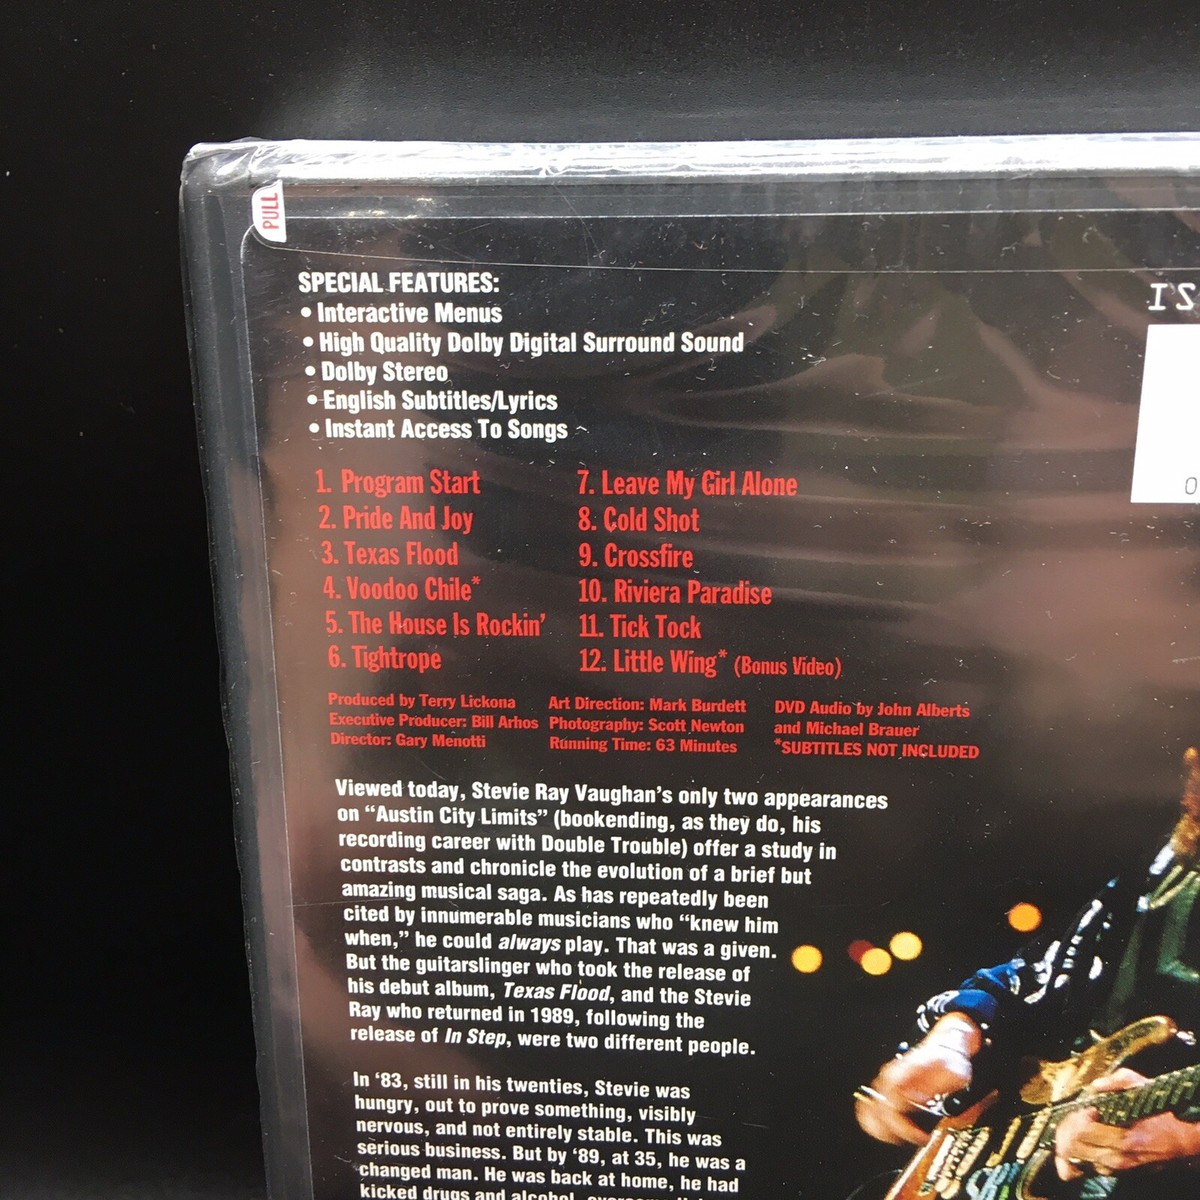 PULL
SPECIAL FEATURES:
• Interactive Menus
• High Quality Dolby Digital Surround Sound
• Dolby Stereo
• English Subtitles/Lyrics
• Instant Access To Songs
1. Program Start
2. Pride And Joy
3. Texas Flood
4. Voodoo Chile*
5. The House Is Rockin'
6. Tightrope
7. Leave My Girl Alone
8. Cold Shot
9. Crossfire
10. Riviera Paradise
11. Tick Tock
12. Little Wing* (Bonus Video)
Produced by Terry Lickona
Executive Producer: Bill Arhos
Director: Gary Menotti
Art Direction: Mark Burdett
Photography: Scott Newton
Running Time: 63 Minutes
DVD Audio by John Alberts
and Michael Brauer
*SUBTITLES NOT INCLUDED
Viewed today, Stevie Ray Vaughan's only two appearances
on "Austin City Limits" (bookending, as they do, his
recording career with Double Trouble) offer a study in
contrasts and chronicle the evolution of a brief but
amazing musical saga. As has repeatedly been
cited by innumerable musicians who "knew him
when," he could always play. That was a given.
But the guitarslinger who took the release of
his debut album, Texas Flood, and the Stevie
Ray who returned in 1989, following the
release of In Step, were two different people.
In '83, still in his twenties, Stevie was
hungry, out to prove something, visibly
nervous, and not entirely stable. This was
serious business. But by '89, at 35, he was a
changed man. He was back at home, he had
kicked drugs and alcohol,
IS
0